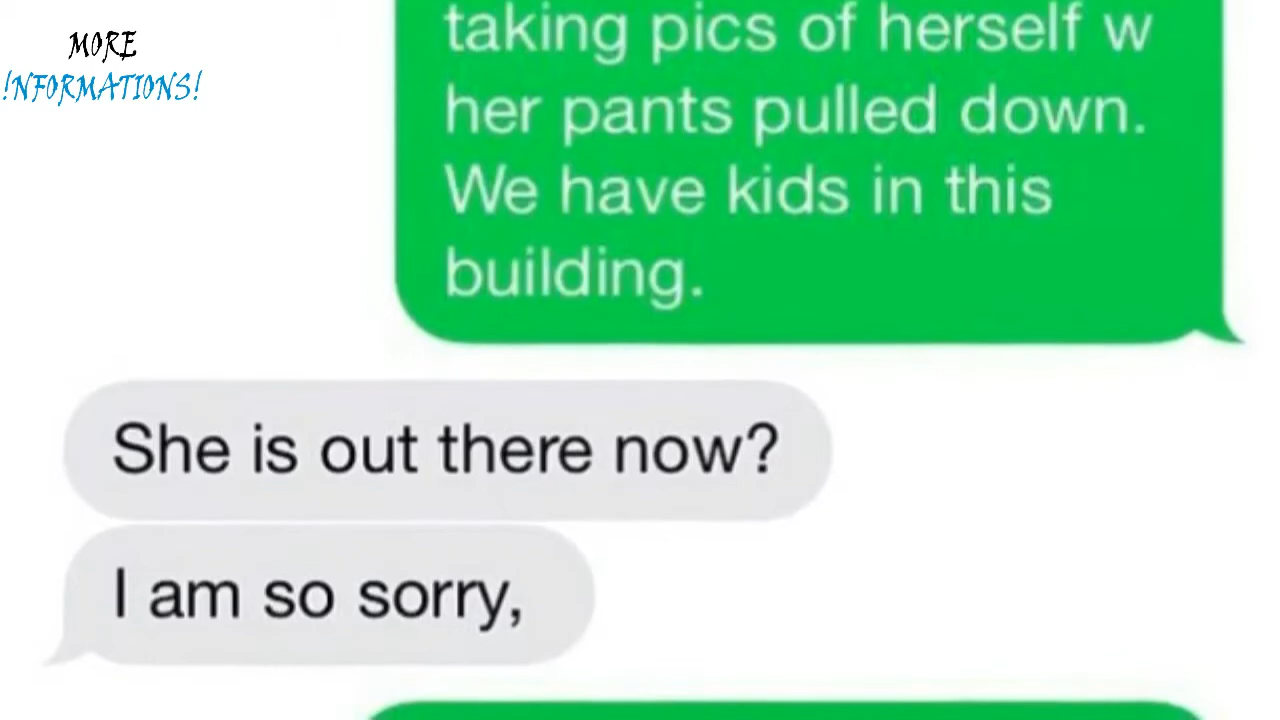 MORE
!NFORMATIONS!
taking pics of herself w
her pants pulled down.
We have kids in this
building.
She is out there now?
I am so sorry,